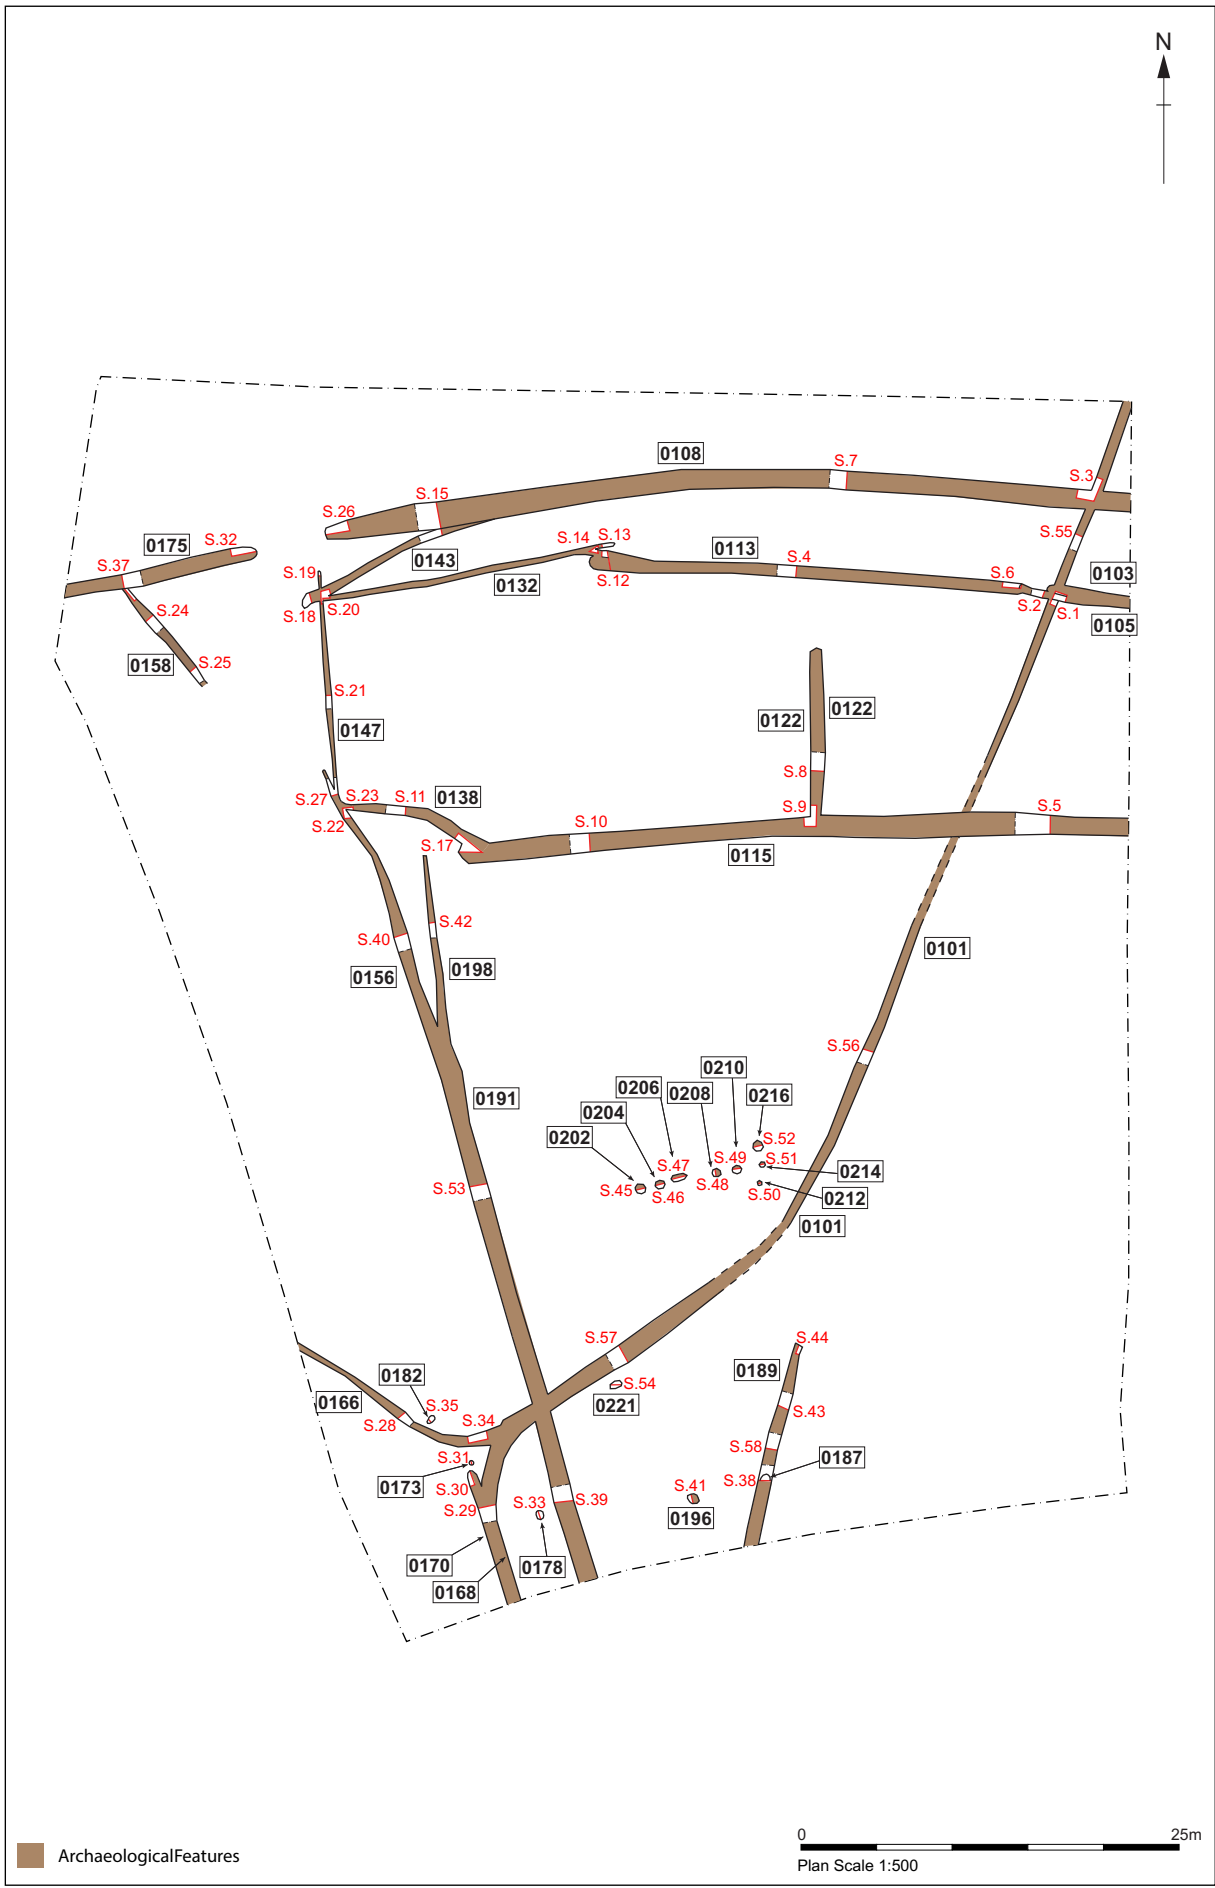 N
0108
S.7
S.3
S.15
S.26
S.55
S.13
S.14
S.32
0175
0113
S.4
0143
S.12
S.6
0103
S.37
S.19
0132
S.2
S.1
S.24
S.18
S.20
0105
0158
S.25
S.21
0122
0122
0147
S.8
S.27
S.23
S.11
0138
S.9
S.5
S.22
S.10
S.17
0115
S.42
S.40
0101
0156
0198
S.56
0210
0206
0208
0216
0191
0204
0202
S.52
S.49
S.51
S.47
0214
S.53
S.45
S.46
S.48
S.50
0212
0101
S.57
S.44
0182
0189
S.54
0166
S.35
0221
S.28
S.34
S.43
S.58
S.31
0187
0173
S.30
S.41
S.38
S.29
S.33
S.39
0196
0170
0178
0168
0
25m
ArchaeologicalFeatures
Plan Scale 1:500